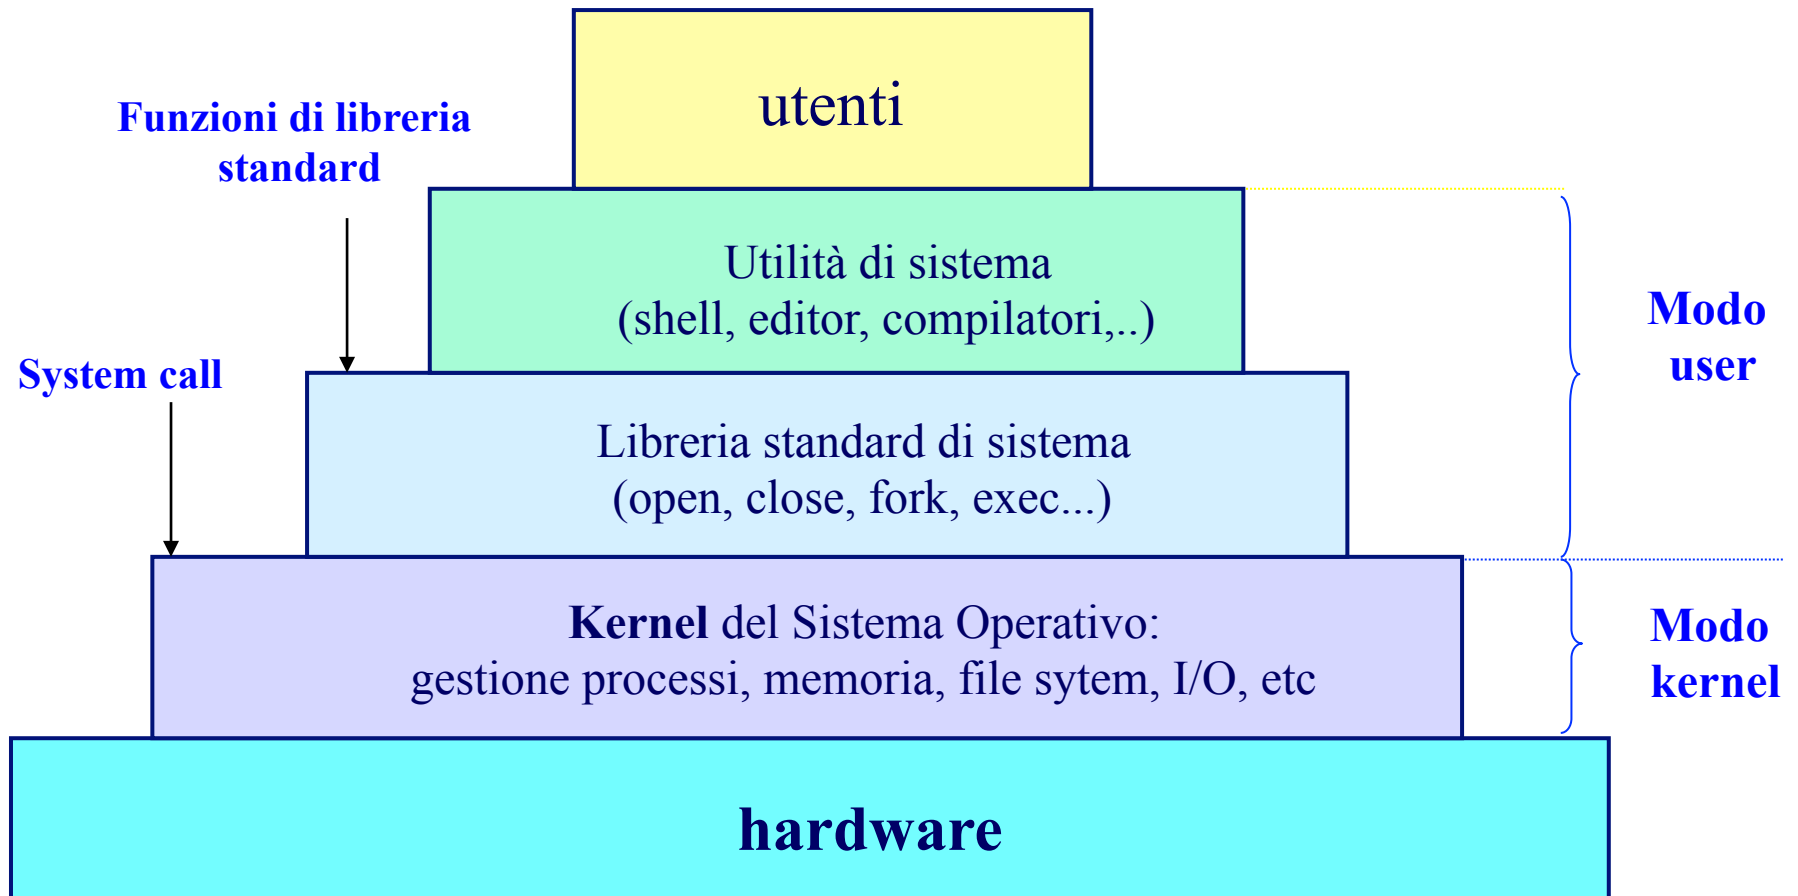 utenti
Funzioni di libreria
standard
Utilità di sistema
(shell, editor, compilatori,..)
Modo
user
System call
Libreria standard di sistema
(open, close, fork, exec...)
Kernel del Sistema Operativo:
gestione processi, memoria, file sytem, I/O, etc
Modo
kernel
hardware